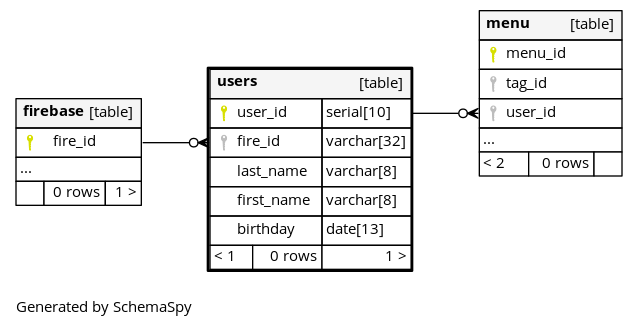 menu [table]
menu_id
tag_id
user_id
...
< 2 0 rows
users [table]
user_id serial[10]
fire_id varchar[32]
last_name varchar[8]
first_name varchar[8]
birthday date[13]
< 1 0 rows 1 >
firebase [table]
fire_id
...
0 rows 1 >
Generated by SchemaSpy